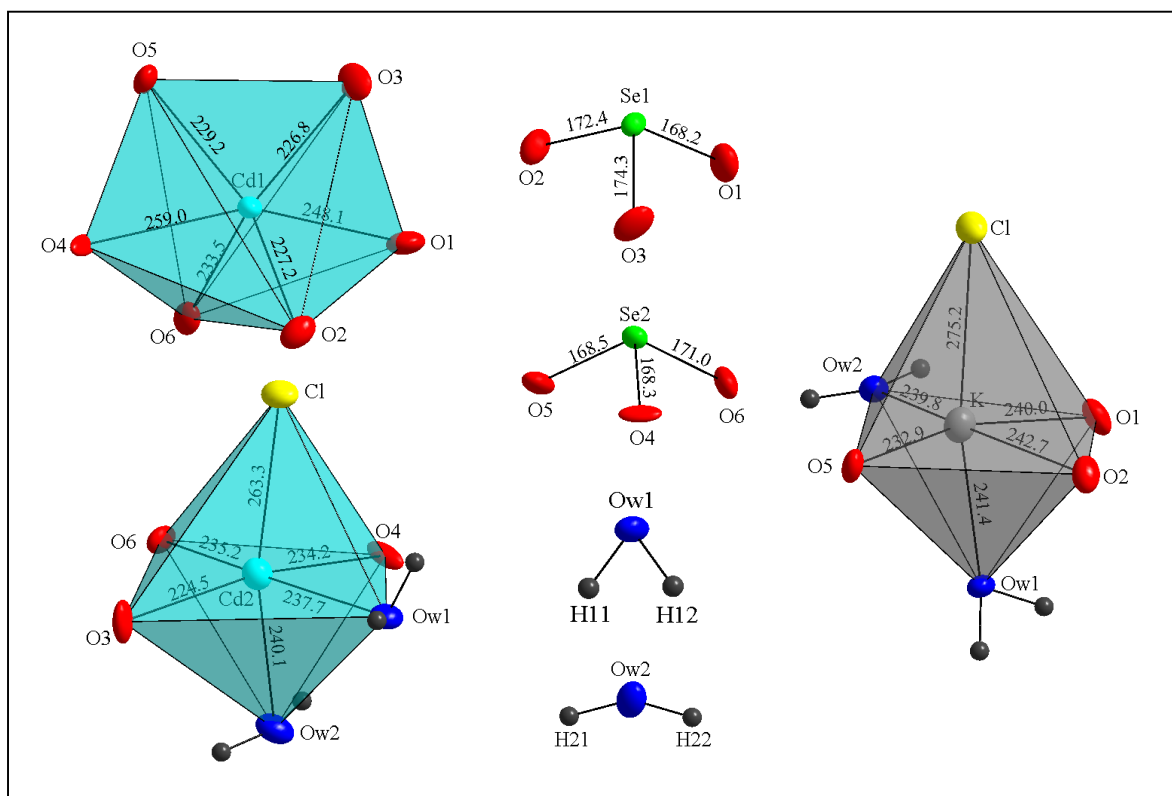 O5
O3
229.2
226.8
Cd1
259.0
248.1
O4
O1
233.5
227.2
O6
O2
Se1
172.4
168.2
O2
174.3
O1
O3
Se2
168.5
171.0
168.3
O5
O6
O4
Cl
263.3
O6
O4
235.2
234.2
224.5
Cd2
237.7
Ow1
O3
240.1
Ow2
Ow1
H11
H12
Ow2
H21
H22
Cl
275.2
Ow2
239.8
K
240.0
O1
232.9
242.7
O5
O2
241.4
Ow1